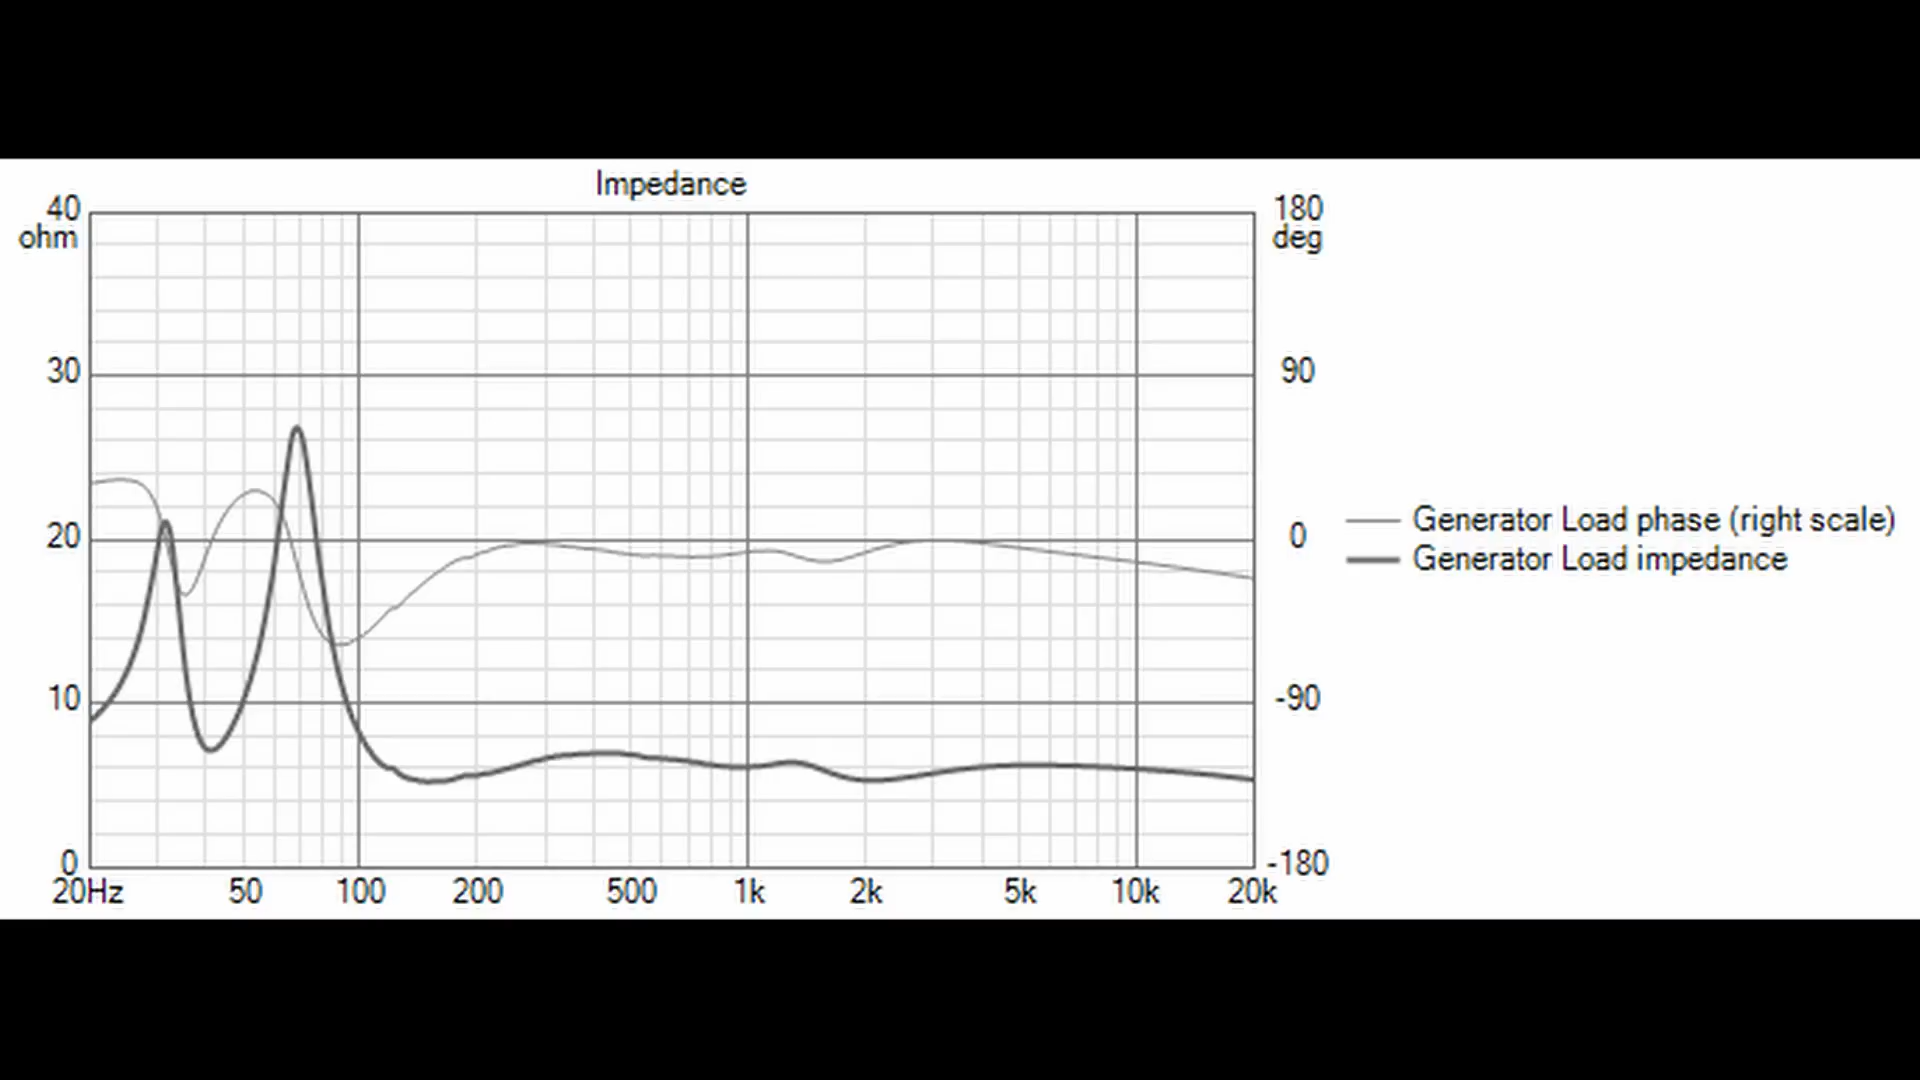 Impedance
40
ohm
30
20
10
0
180
deg
90
0
-90
-180
20Hz 50 100 200 500 1k 2k 5k 10k 20k
Generator Load phase (right scale)
Generator Load impedance